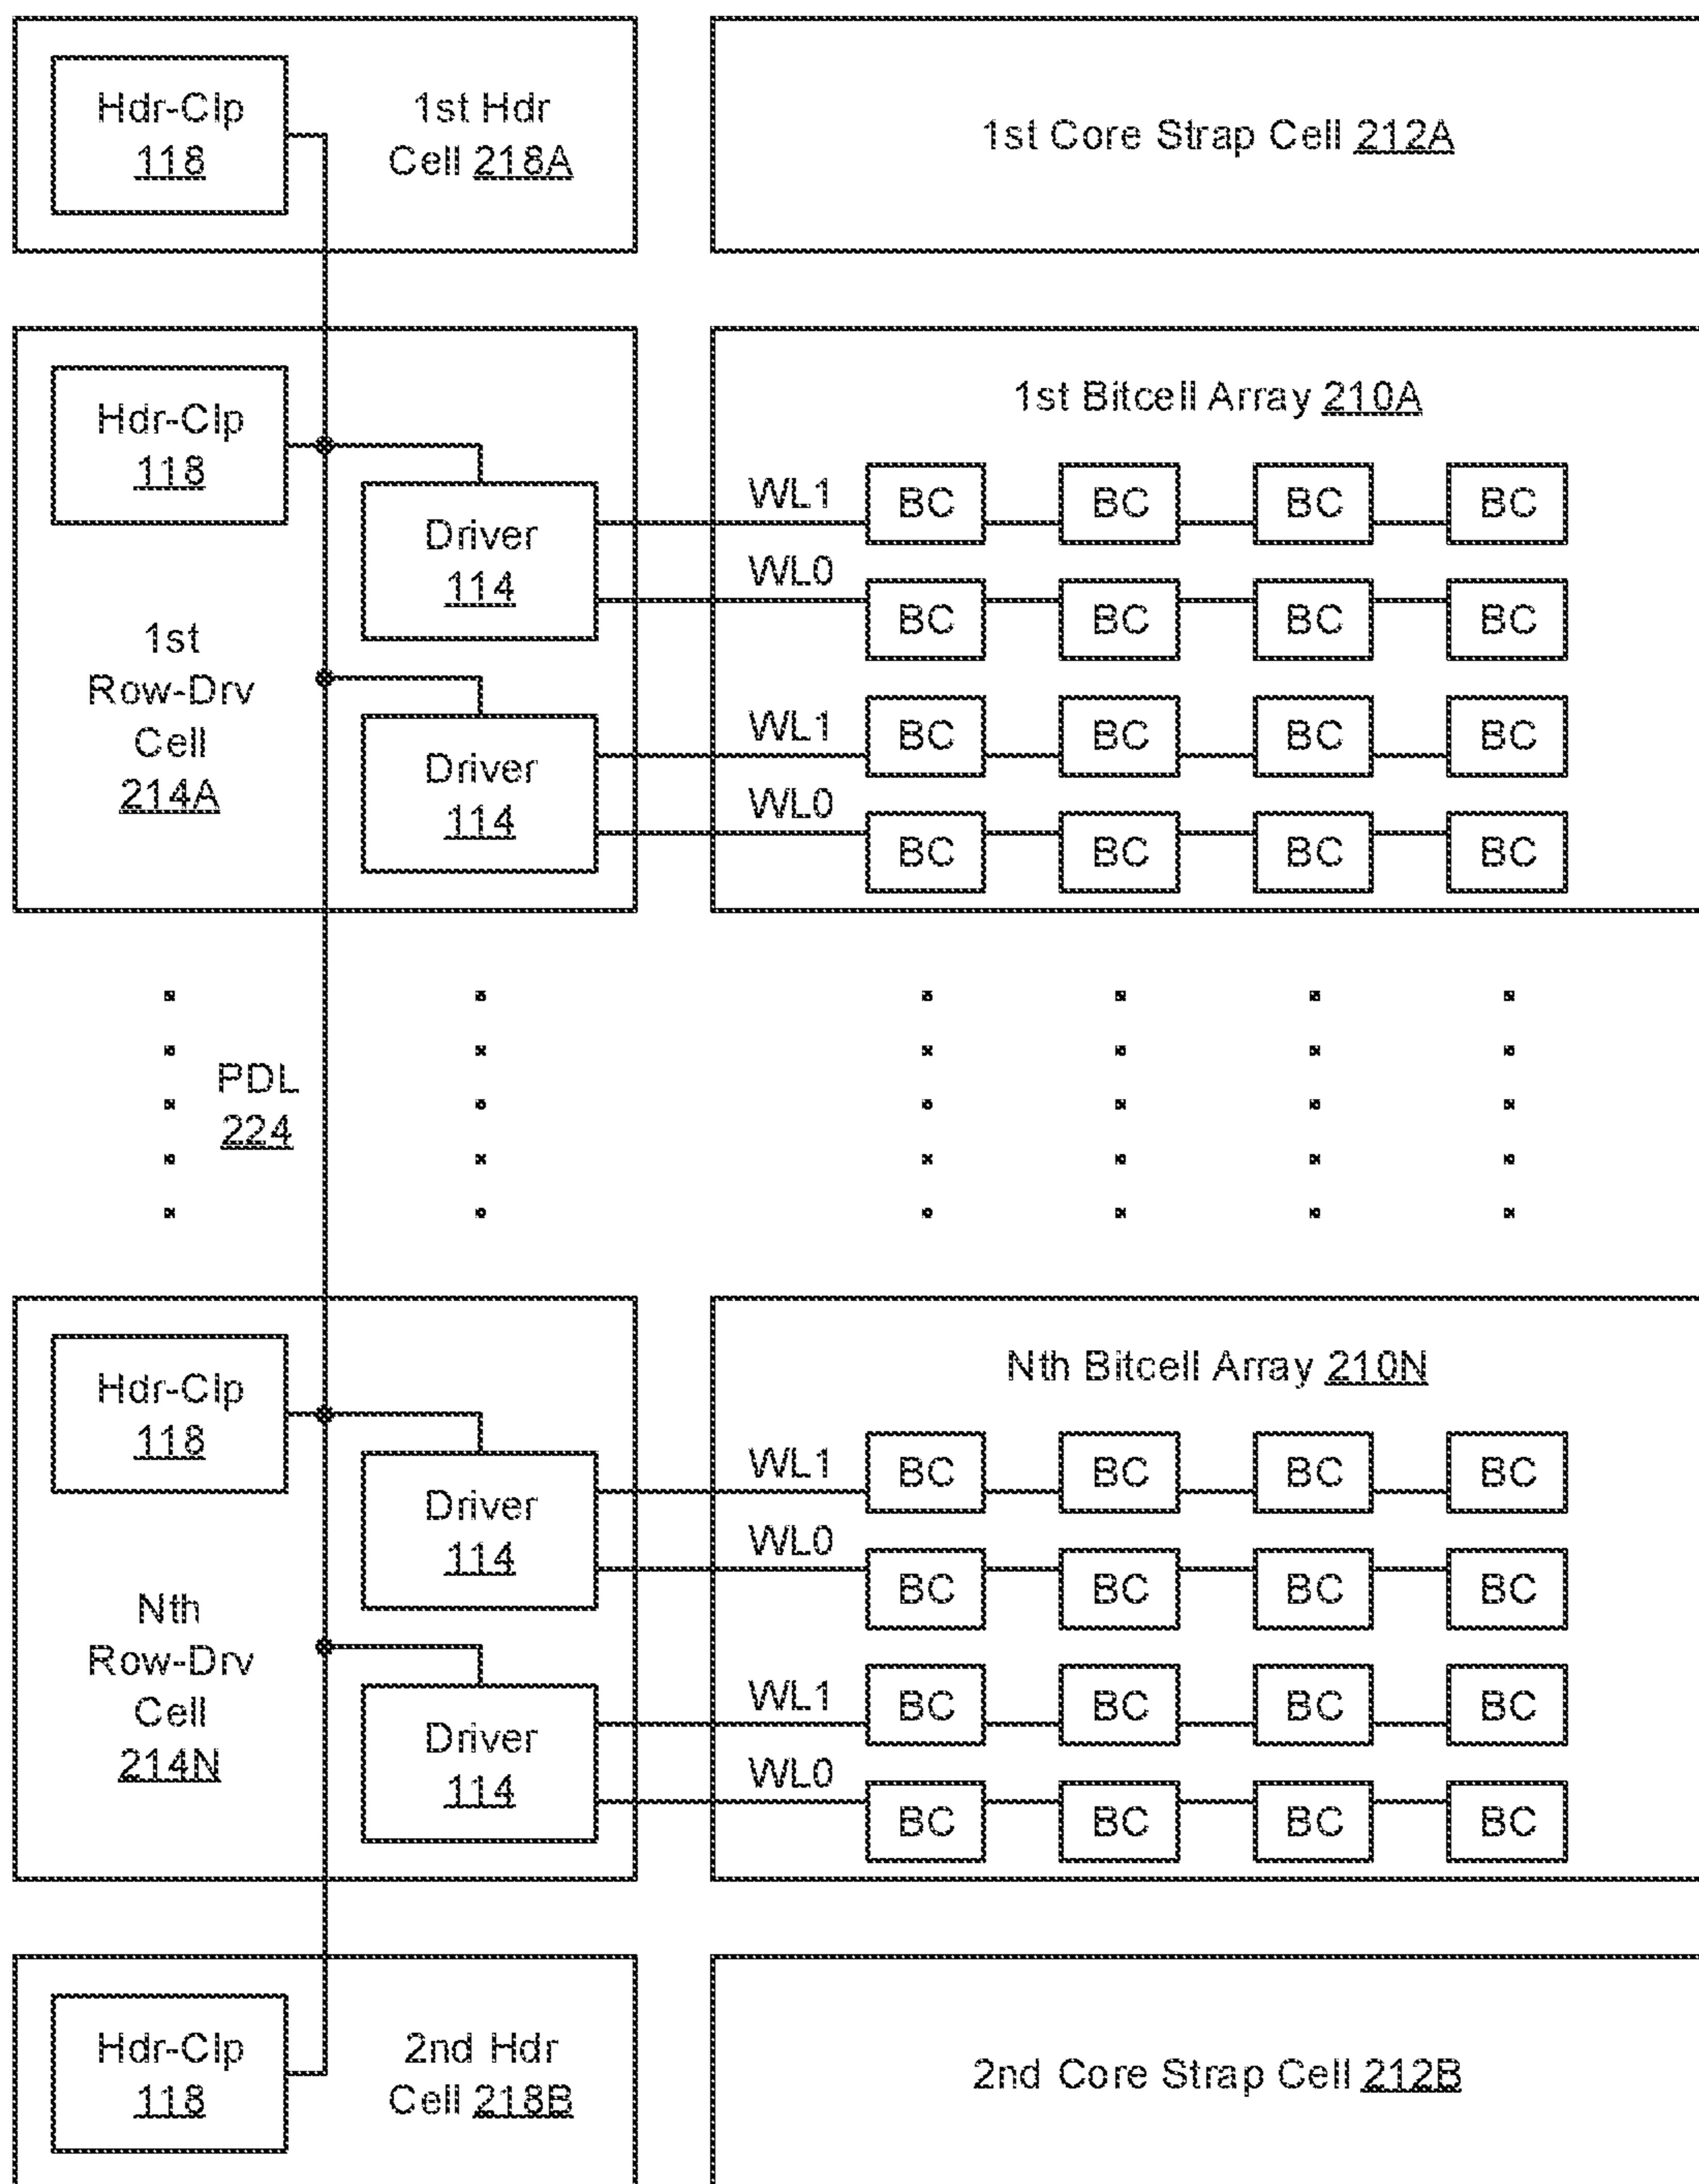 Hdr-Clp
118
1st Hdr
Cell 218A
1st Core Strap Cell 212A
Hdr-Clp
118
1st
Row-Drv
Cell
214A
Driver
114
Driver
114
1st Bitcell Array 210A
WL1
BC BC BC BC
WL0
BC BC BC BC
WL1
BC BC BC BC
WL0
BC BC BC BC
PDL
224
Hdr-Clp
118
Nth
Row-Drv
Cell
214N
Driver
114
Driver
114
Nth Bitcell Array 210N
WL1
BC BC BC BC
WL0
BC BC BC BC
WL1
BC BC BC BC
WL0
BC BC BC BC
Hdr-Clp
118
2nd Hdr
Cell 218B
2nd Core Strap Cell 212B